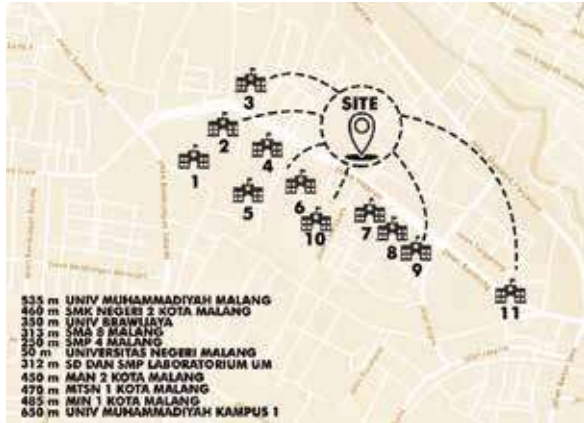 3
SITE
2
4
1
5
6
10
7
8
9
11
535 m UNIV MUHAMMADIYAH MALANG
460 m SMK NEGERI 2 KOTA MALANG
350 m UNIV BRAWIJAYA
313 m SMA 8 MALANG
250 m SMP 4 MALANG
50 m UNIVERSITAS NEGERI MALANG
312 m SD DAN SMP LABORATORIUM UM
450 m MAN 2 KOTA MALANG
470 m MTSN 1 KOTA MALANG
485 m MIN 1 KOTA MALANG
650 m UNIV MUHAMMADIYAH KAMPUS 1